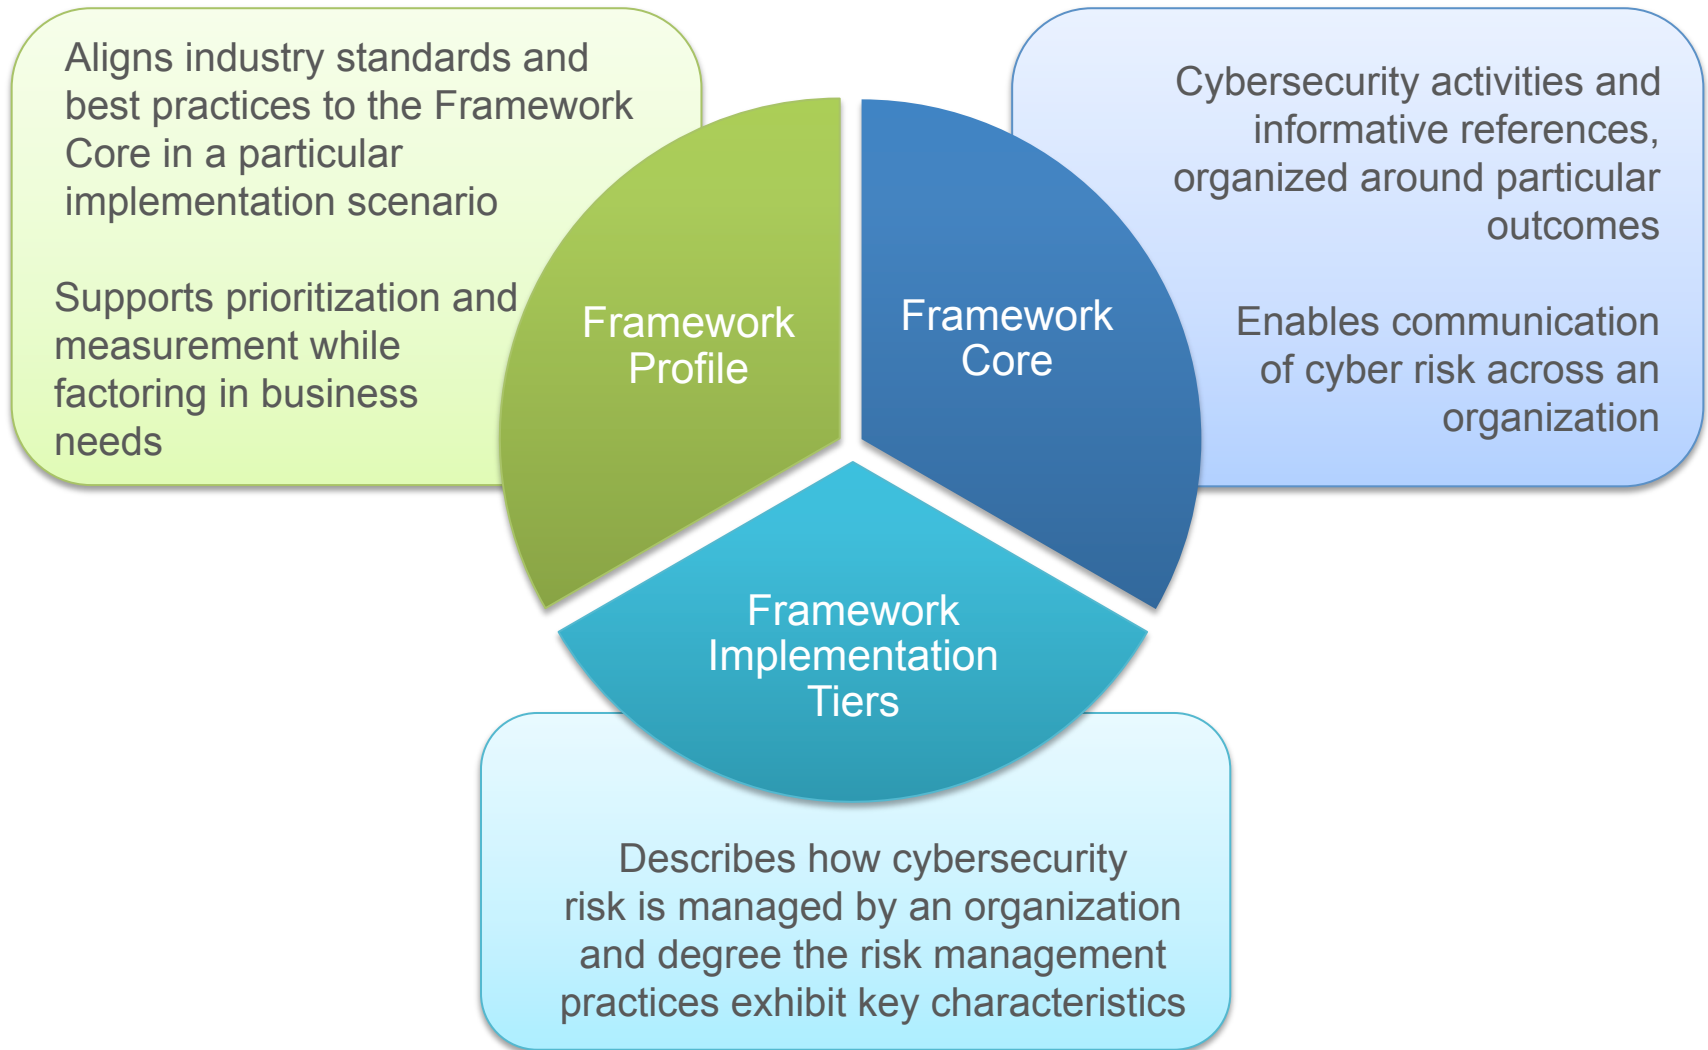 Aligns industry standards and
best practices to the Framework
Core in a particular
implementation scenario
Supports prioritization and
measurement while
factoring in business
needs
Framework
Profile
Framework
Core
Cybersecurity activities and
informative references,
organized around particular
outcomes
Enables communication
of cyber risk across an
organization
Framework
Implementation
Tiers
Describes how cybersecurity
risk is managed by an organization
and degree the risk management
practices exhibit key characteristics